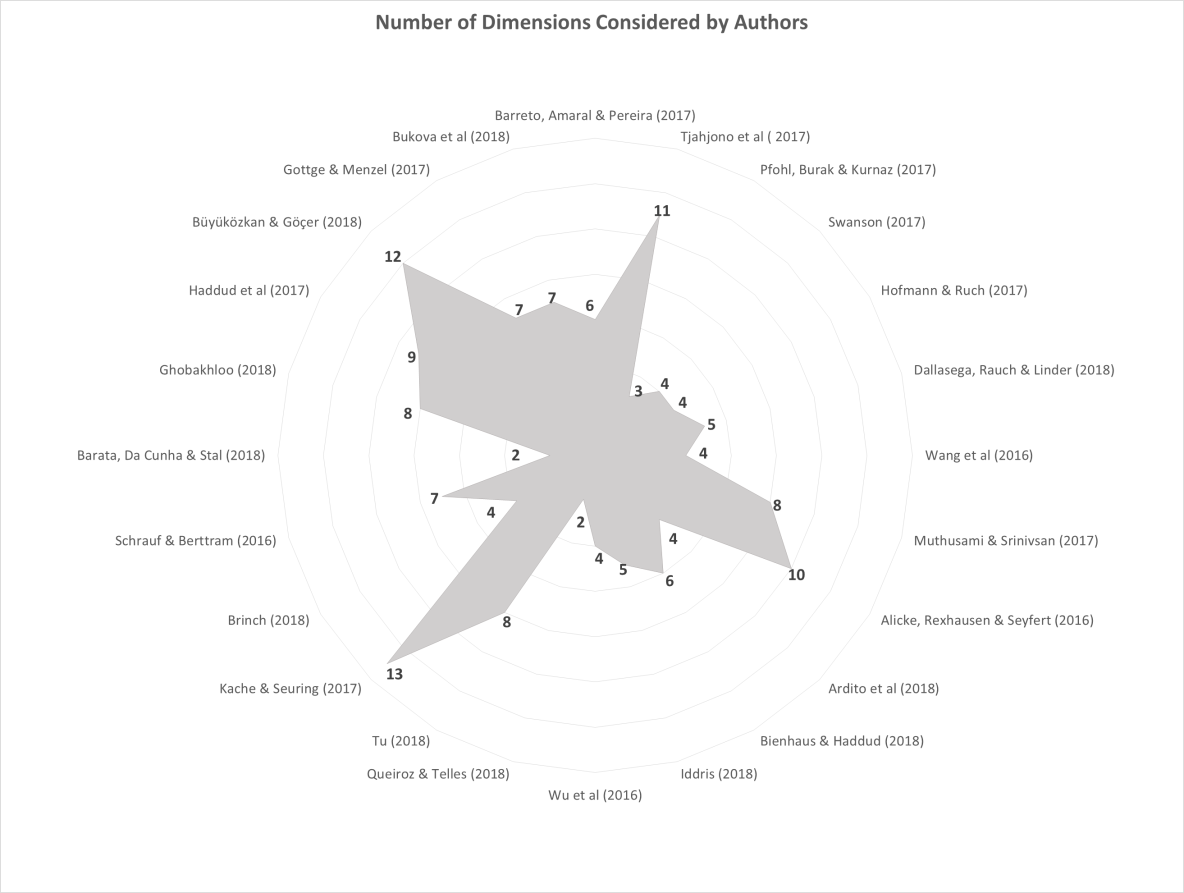 Number of Dimensions Considered by Authors
Barreto, Amaral & Pereira (2017)
Bukova et al (2018)
Tjahjono et al ( 2017)
Gottge & Menzel (2017)
Pfohl, Burak & Kurnaz (2017)
Büyüközkan & Göçer (2018)
Swanson (2017)
Haddud et al (2017)
Hofmann & Ruch (2017)
Ghobakhloo (2018)
Dallasega, Rauch & Linder (2018)
Barata, Da Cunha & Stal (2018)
Wang et al (2016)
Schrauf & Berttram (2016)
Muthusami & Srinivsan (2017)
Brinch (2018)
Alicke, Rexhausen & Seyfert (2016)
Kache & Seuring (2017)
Ardito et al (2018)
Tu (2018)
Bienhaus & Haddud (2018)
Queiroz & Telles (2018)
Iddris (2018)
Wu et al (2016)
6
11
3
4
4
5
4
8
10
4
6
5
4
2
8
13
4
7
2
8
9
12
7
7